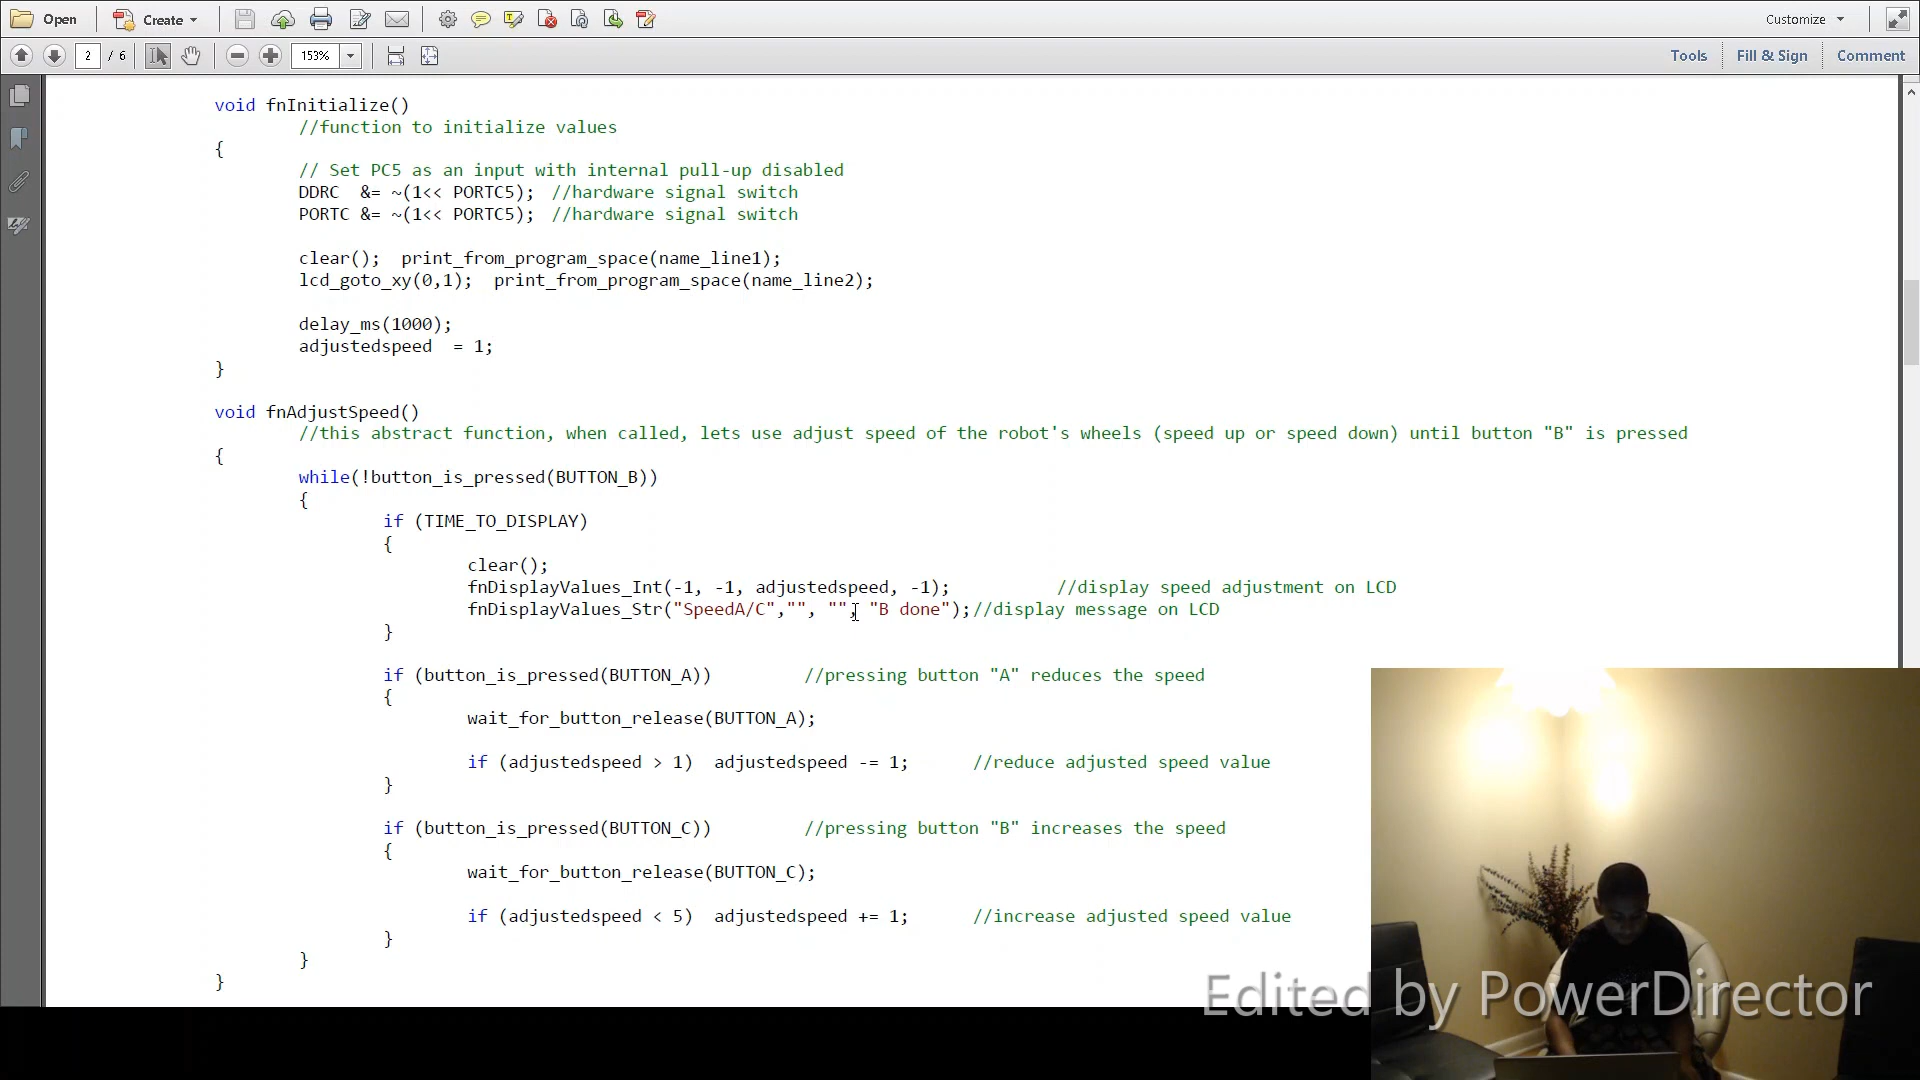 Open Create Customize
2 / 6 153% Tools Fill & Sign Comment
void fnInitialize()
//function to initialize values
{
// Set PC5 as an input with internal pull-up disabled
DDRC &= ~(1<< PORTC5); //hardware signal switch
PORTC &= ~(1<< PORTC5); //hardware signal switch
clear(); print_from_program_space(name_line1);
lcd_goto_xy(0,1); print_from_program_space(name_line2);
delay_ms(1000);
adjustedspeed = 1;
}
void fnAdjustSpeed()
//this abstract function, when called, lets use adjust speed of the robot's wheels (speed up or speed down) until button "B" is pressed
{
while(!button_is_pressed(BUTTON_B))
{
if (TIME_TO_DISPLAY)
{
clear();
fnDisplayValues_Int(-1, -1, adjustedspeed, -1); //display speed adjustment on LCD
fnDisplayValues_Str("SpeedA/C","", "", "B done");//display message on LCD
}
if (button_is_pressed(BUTTON_A)) //pressing button "A" reduces the speed
{
wait_for_button_release(BUTTON_A);
if (adjustedspeed > 1) adjustedspeed -= 1; //reduce adjusted speed value
}
if (button_is_pressed(BUTTON_C)) //pressing button "B" increases the speed
{
wait_for_button_release(BUTTON_C);
if (adjustedspeed < 5) adjustedspeed += 1; //increase adjusted speed value
}
}
}
Edited by PowerDirector